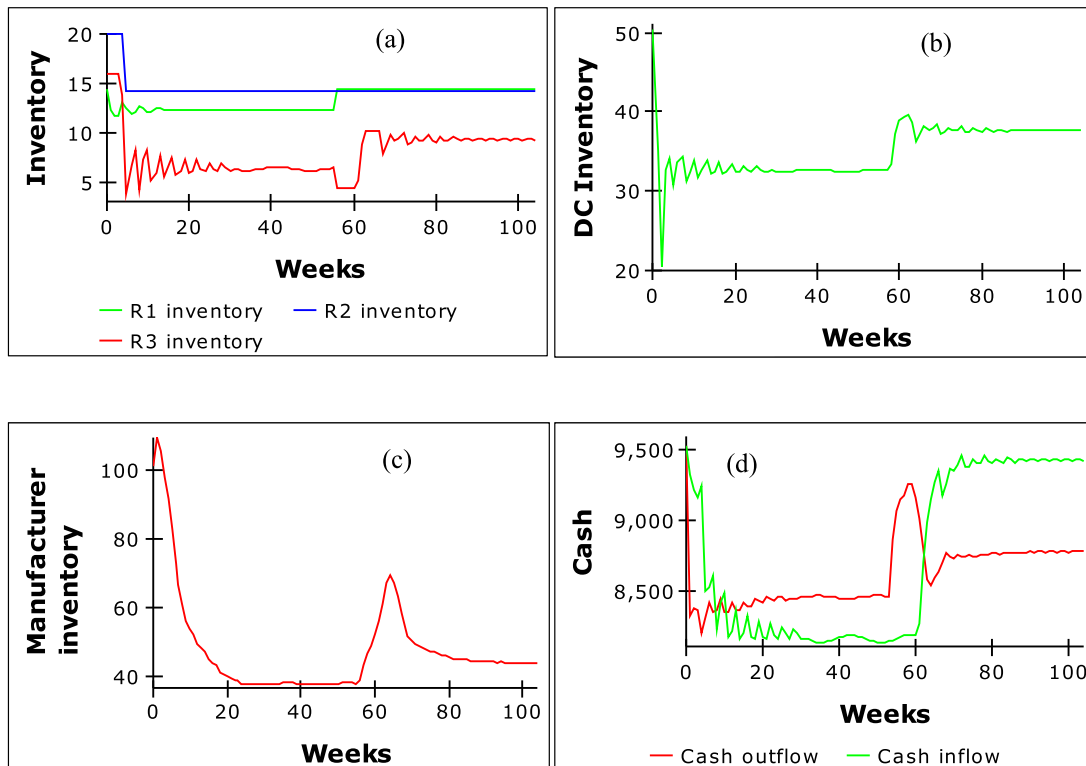 (a)
20
15
10
5
Inventory
0 20 40 60 80 100
Weeks
R1 inventory R2 inventory
R3 inventory
(b)
50
40
30
20
DC Inventory
0 20 40 60 80 100
Weeks
(c)
100
80
60
40
Manufacturer
inventory
0 20 40 60 80 100
Weeks
(d)
9,500
9,000
8,500
Cash
0 20 40 60 80 100
Weeks
Cash outflow Cash inflow